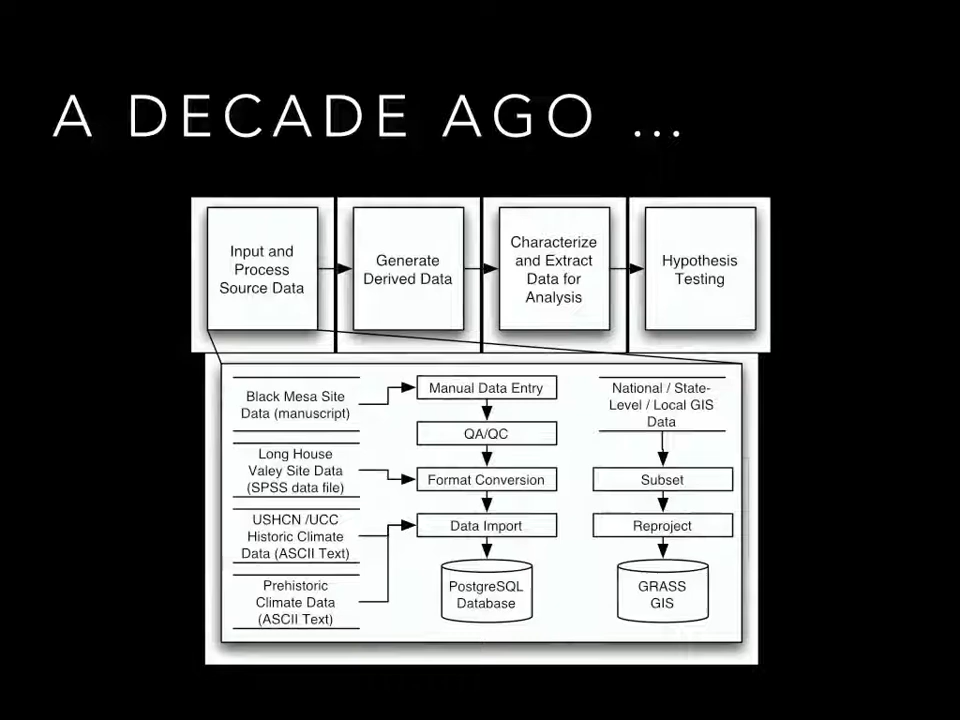 A DECADE AGO ...
Input and
Process
Source Data
Generate
Derived Data
Characterize
and Extract
Data for
Analysis
Hypothesis
Testing
Black Mesa Site
Data (manuscript)
Long House
Valey Site Data
(SPSS data file)
USHCN /UCC
Historic Climate
Data (ASCII Text)
Prehistoric
Climate Data
(ASCII Text)
Manual Data Entry
QA/QC
Format Conversion
Data Import
PostgreSQL
Database
National / State-
Level / Local GIS
Data
Subset
Reproject
GRASS
GIS